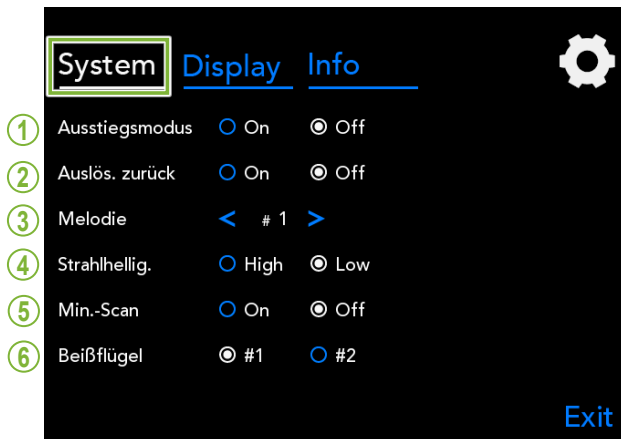 System Display Info
1 Ausstiegsmodus On Off
2 Auslös. zurück On Off
3 Melodie < # 1 >
4 Strahlhellig. High Low
5 Min.-Scan On Off
6 Beißflügel #1 #2
Exit